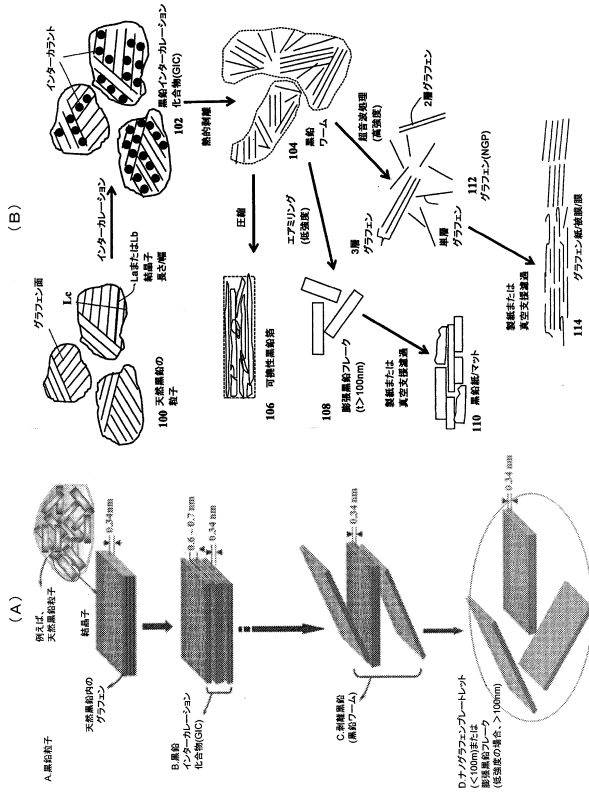 (A)
A.黒鉛粒子
例えば、
天然黒鉛粒子
結晶子
天然黒鉛内の
グラフェン
0.34nm
B.黒鉛
インターカレーション
化合物(GIC)
0.6～0.7 nm
0.34 nm
C.剥離黒鉛
(黒鉛ワーム)
0.34 nm
D.ナノグラフェンプレートレット
(<100m)または
膨張黒鉛フレーク
(低強度の場合、>100nm)
0.34 nm
(B)
グラフェン面
Lc
LaまたはLb
結晶子
長さ/幅
100 天然黒鉛の
粒子
インターカレーション
インターカラント
黒鉛インターカレーション
化合物(GIC)
102
熱的剥離
104 黒鉛
ワーム
圧縮
106 可撓性黒鉛箔
エアミリング
(低強度)
108
膨張黒鉛フレーク
(t>100nm)
製紙または
真空支援濾過
110 黒鉛紙/マット
超音波処理
(高強度)
3層
グラフェン
2層グラフェン
単層
グラフェン
112
グラフェン(NGP)
製紙または
真空支援濾過
114 グラフェン紙/被膜/膜